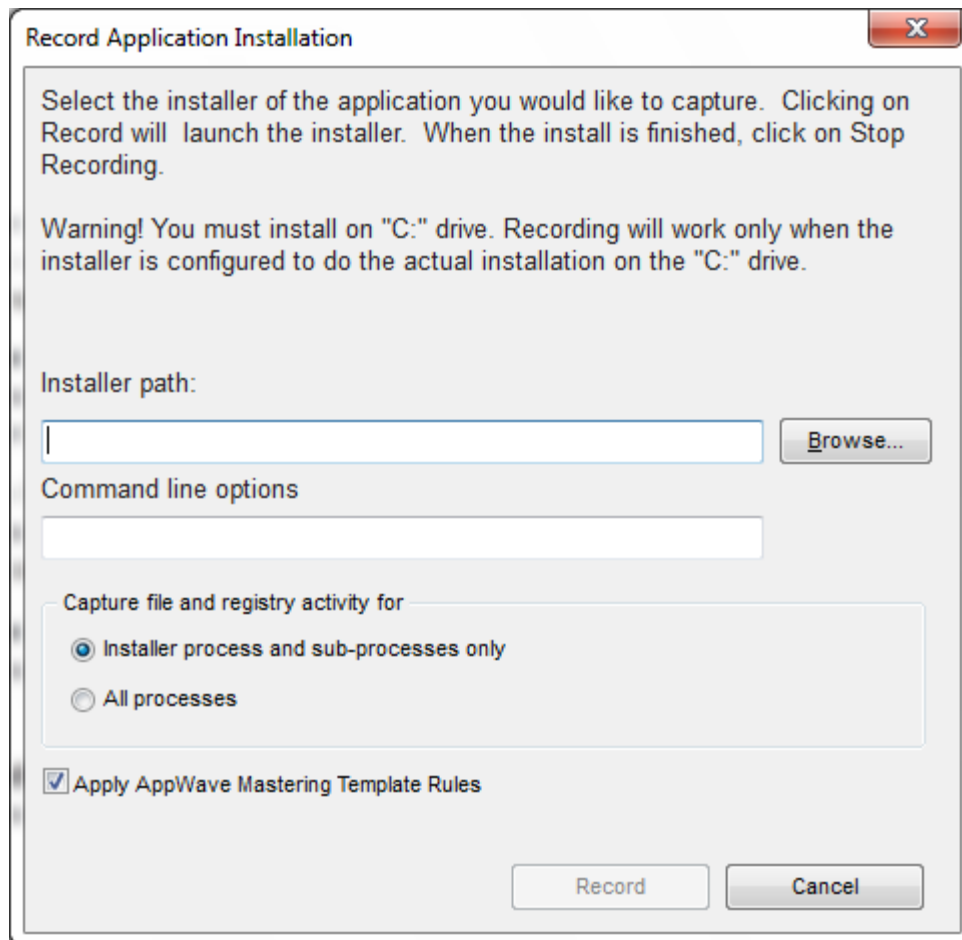 Record Application Installation
Select the installer of the application you would like to capture.  Clicking on
Record will  launch the installer.  When the install is finished, click on Stop
Recording.
Warning! You must install on "C:" drive. Recording will work only when the
installer is configured to do the actual installation on the "C:" drive.
Installer path:
Browse...
Command line options
Capture file and registry activity for
Installer process and sub-processes only
All processes
Apply AppWave Mastering Template Rules
Record Cancel